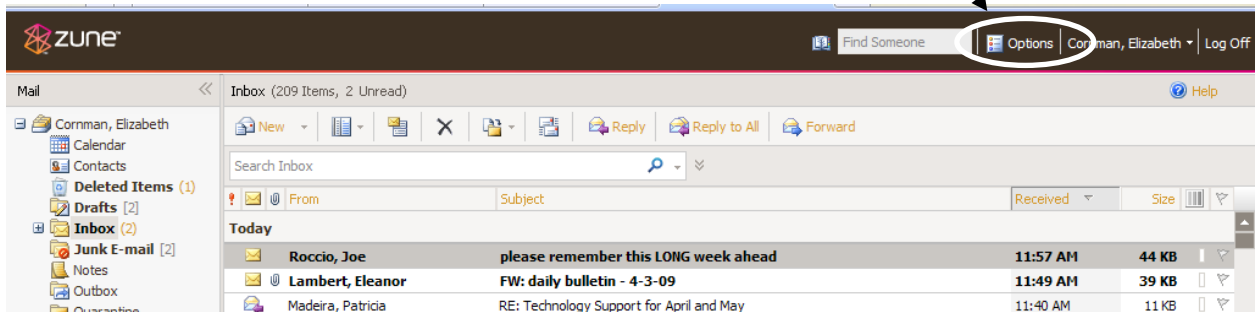 zune
Find Someone
Options
Cornman, Elizabeth
Log Off
Mail
Inbox (209 Items, 2 Unread)
Help
Cornman, Elizabeth
Calendar
Contacts
Deleted Items (1)
Drafts [2]
Inbox (2)
Junk E-mail [2]
Notes
Outbox
Quarantine
New
Reply
Reply to All
Forward
Search Inbox
From Subject Received Size
Today
Roccio, Joe please remember this LONG week ahead 11:57 AM 44 KB
Lambert, Eleanor FW: daily bulletin - 4-3-09 11:49 AM 39 KB
Madeira, Patricia RE: Technology Support for April and May 11:40 AM 11 KB